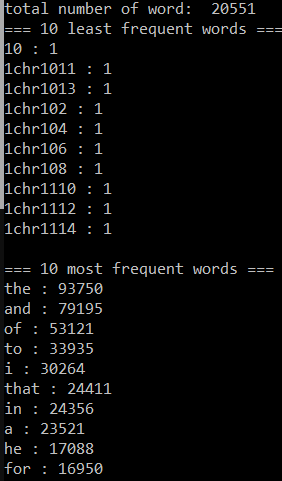 total number of word:  20551
=== 10 least frequent words ===
10 : 1
1chr1011 : 1
1chr1013 : 1
1chr102 : 1
1chr104 : 1
1chr106 : 1
1chr108 : 1
1chr1110 : 1
1chr1112 : 1
1chr1114 : 1

=== 10 most frequent words ===
the : 93750
and : 79195
of : 53121
to : 33935
i : 30264
that : 24411
in : 24356
a : 23521
he : 17088
for : 16950